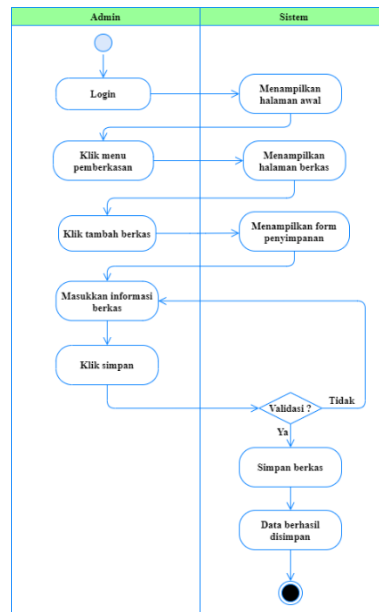 Admin
Sistem
Login
Menampilkan
halaman awal
Klik menu
pemberkasan
Menampilkan
halaman berkas
Klik tambah berkas
Menampilkan form
penyimpanan
Masukkan informasi
berkas
Klik simpan
Validasi ?
Tidak
Ya
Simpan berkas
Data berhasil
disimpan